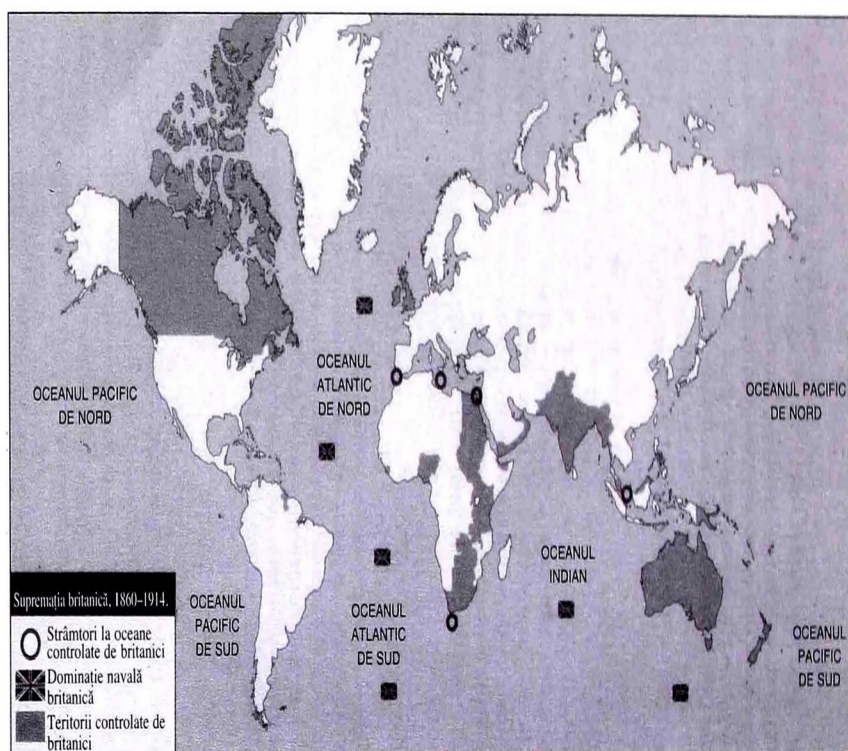 OCEANUL PACIFIC
DE NORD
OCEANUL
ATLANTIC
DE NORD
OCEANUL PACIFIC
DE NORD
OCEANUL
INDIAN
OCEANUL
PACIFIC
DE SUD
OCEANUL
ATLANTIC
DE SUD
OCEANUL
PACIFIC
DE SUD
Supremația britanică, 1860–1914.
Strâmtori la oceane
controlate de britanici
Dominație navală
britanică
Teritorii controlate de
britanici